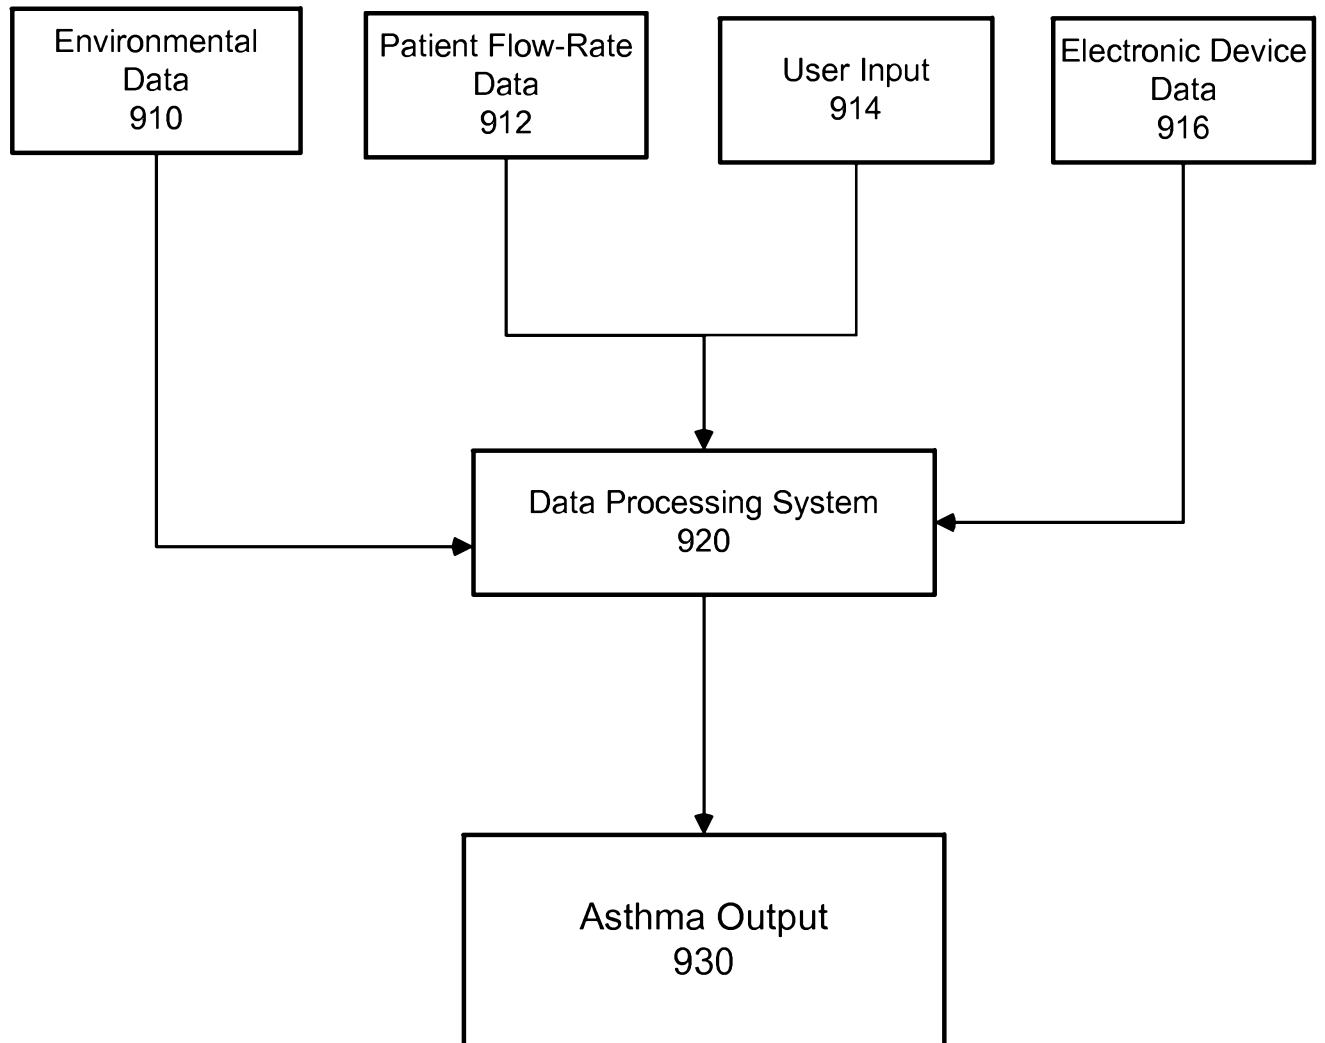 Environmental
Data
910
Patient Flow-Rate
Data
912
User Input
914
Electronic Device
Data
916
Data Processing System
920
Asthma Output
930